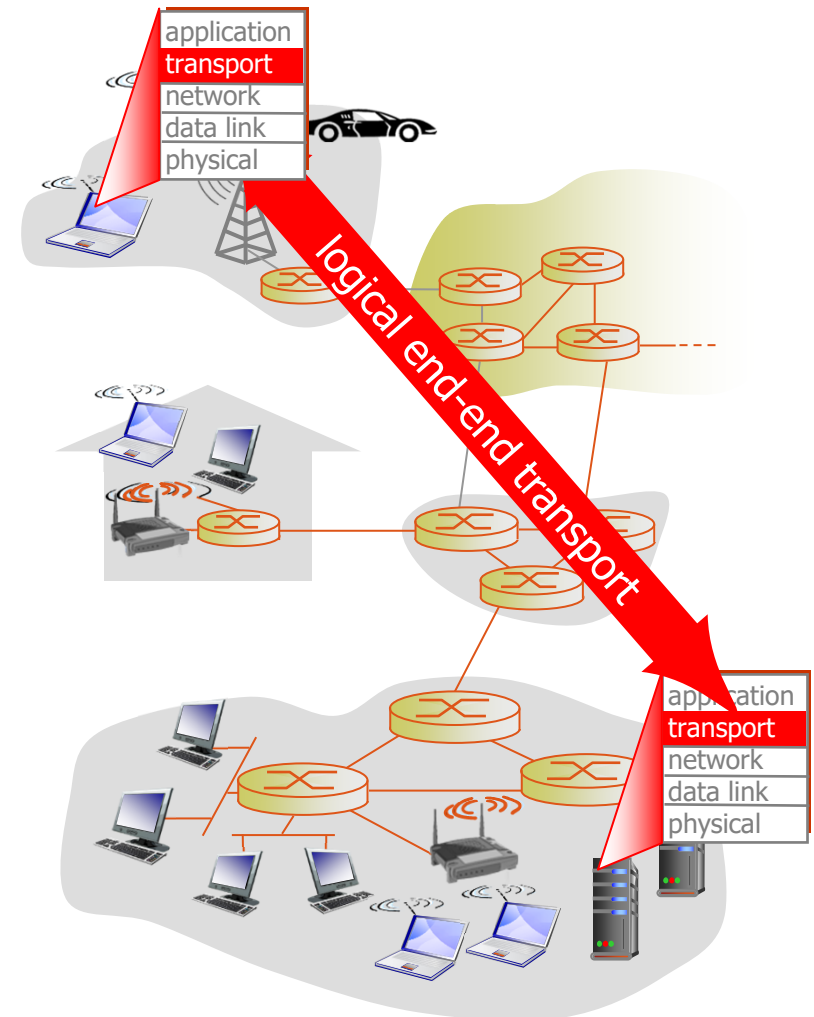 application
transport
network
data link
physical
logical end-end transport
application
transport
network
data link
physical